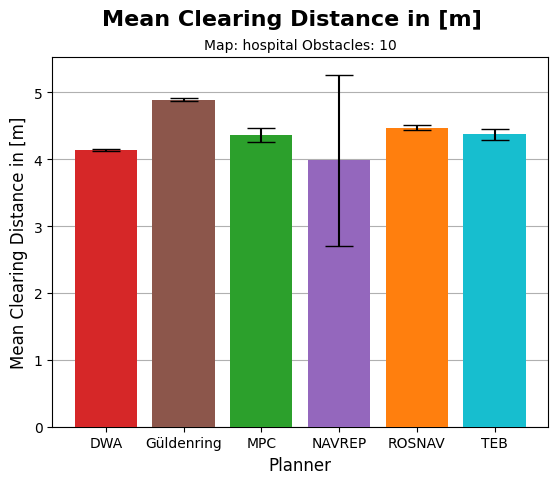 Mean Clearing Distance in [m]
Map: hospital Obstacles: 10
Mean Clearing Distance in [m]
5
4
3
2
1
0
DWA Güldenring MPC NAVREP ROSNAV TEB
Planner